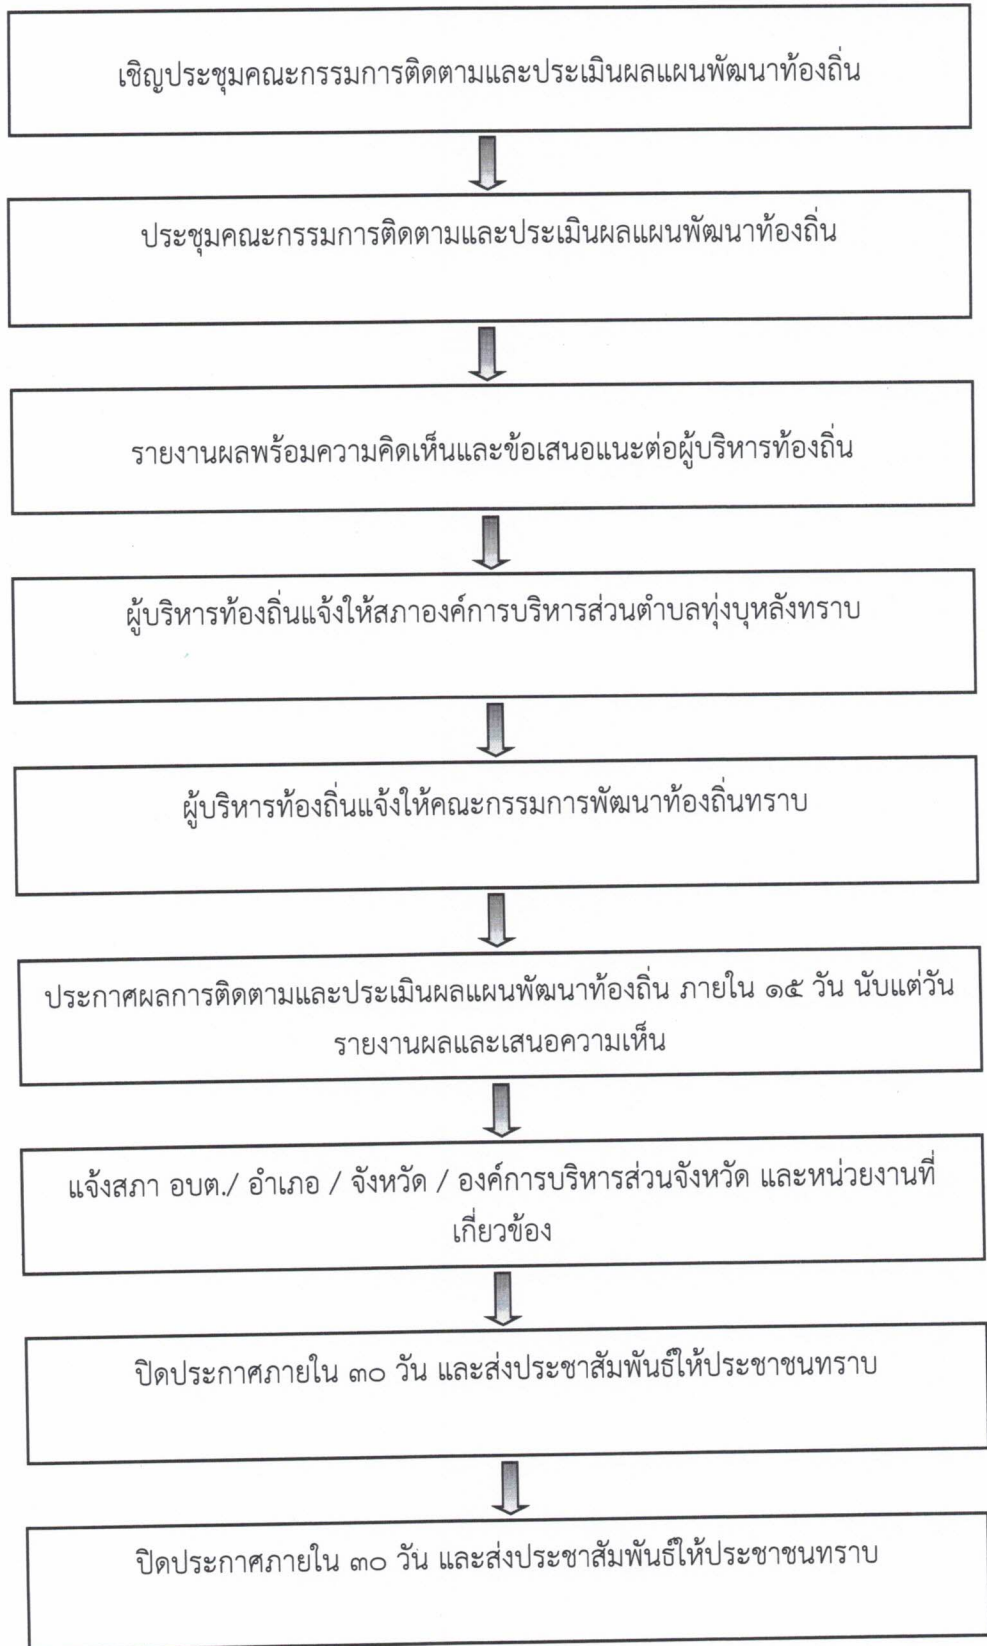 เชิญประชุมคณะกรรมการติดตามและประเมินผลแผนพัฒนาท้องถิ่น
ประชุมคณะกรรมการติดตามและประเมินผลแผนพัฒนาท้องถิ่น
รายงานผลพร้อมความคิดเห็นและข้อเสนอแนะต่อผู้บริหารท้องถิ่น
ผู้บริหารท้องถิ่นแจ้งให้สภาองค์การบริหารส่วนตำบลทุ่งบุหลังทราบ
ผู้บริหารท้องถิ่นแจ้งให้คณะกรรมการพัฒนาท้องถิ่นทราบ
ประกาศผลการติดตามและประเมินผลแผนพัฒนาท้องถิ่น ภายใน ๑๕ วัน นับแต่วัน
รายงานผลและเสนอความเห็น
แจ้งสภา อบต./ อำเภอ / จังหวัด / องค์การบริหารส่วนจังหวัด และหน่วยงานที่
เกี่ยวข้อง
ปิดประกาศภายใน ๓๐ วัน และส่งประชาสัมพันธ์ให้ประชาชนทราบ
ปิดประกาศภายใน ๓๐ วัน และส่งประชาสัมพันธ์ให้ประชาชนทราบ